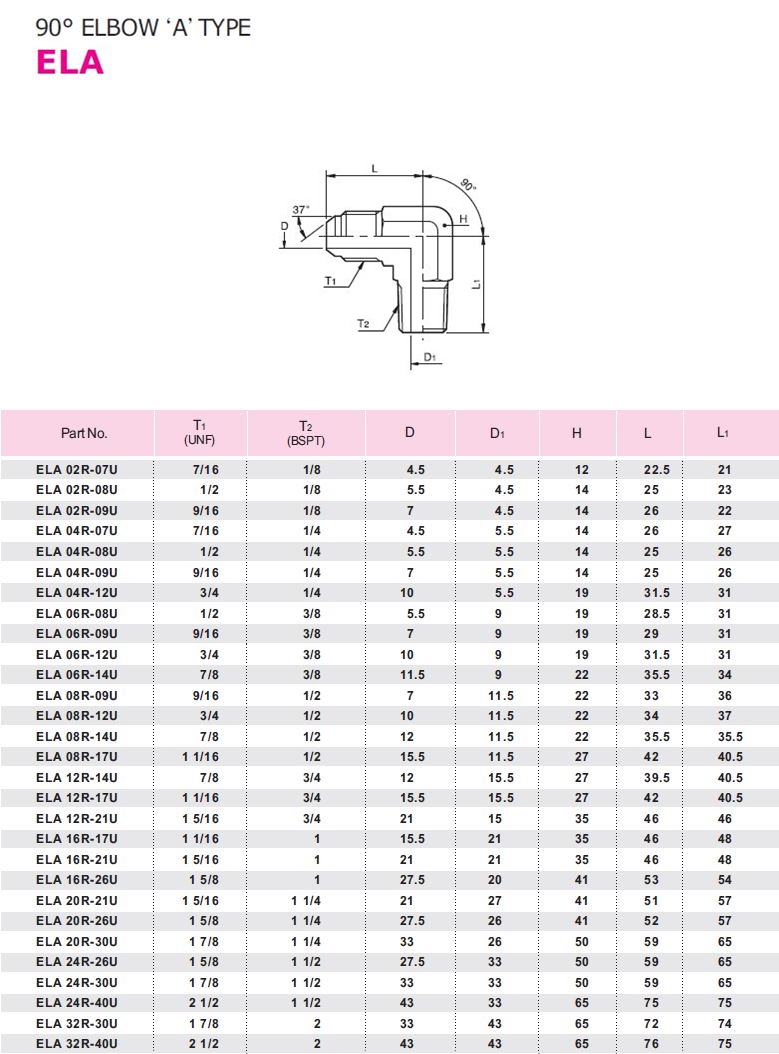 90° ELBOW ‘A’ TYPE
ELA
L
90°
37°
H
D
T1
L1
T2
D1
Part No. T1 (UNF) T2 (BSPT) D D1 H L L1
ELA 02R-07U 7/16 1/8 4.5 4.5 12 22.5 21
ELA 02R-08U 1/2 1/8 5.5 4.5 14 25 23
ELA 02R-09U 9/16 1/8 7 4.5 14 26 22
ELA 04R-07U 7/16 1/4 4.5 5.5 14 26 27
ELA 04R-08U 1/2 1/4 5.5 5.5 14 25 26
ELA 04R-09U 9/16 1/4 7 5.5 14 25 26
ELA 04R-12U 3/4 1/4 10 5.5 19 31.5 31
ELA 06R-08U 1/2 3/8 5.5 9 19 28.5 31
ELA 06R-09U 9/16 3/8 7 9 19 29 31
ELA 06R-12U 3/4 3/8 10 9 19 31.5 31
ELA 06R-14U 7/8 3/8 11.5 9 22 35.5 34
ELA 08R-09U 9/16 1/2 7 11.5 22 33 36
ELA 08R-12U 3/4 1/2 10 11.5 22 34 37
ELA 08R-14U 7/8 1/2 12 11.5 22 35.5 35.5
ELA 08R-17U 1 1/16 1/2 15.5 11.5 27 42 40.5
ELA 12R-14U 7/8 3/4 12 15.5 27 39.5 40.5
ELA 12R-17U 1 1/16 3/4 15.5 15.5 27 42 40.5
ELA 12R-21U 1 5/16 3/4 21 15 35 46 46
ELA 16R-17U 1 1/16 1 15.5 21 35 46 48
ELA 16R-21U 1 5/16 1 21 21 35 46 48
ELA 16R-26U 1 5/8 1 27.5 20 41 53 54
ELA 20R-21U 1 5/16 1 1/4 21 27 41 51 57
ELA 20R-26U 1 5/8 1 1/4 27.5 26 41 52 57
ELA 20R-30U 1 7/8 1 1/4 33 26 50 59 65
ELA 24R-26U 1 5/8 1 1/2 27.5 33 50 59 65
ELA 24R-30U 1 7/8 1 1/2 33 33 50 59 65
ELA 24R-40U 2 1/2 1 1/2 43 33 65 75 75
ELA 32R-30U 1 7/8 2 33 43 65 72 74
ELA 32R-40U 2 1/2 2 43 43 65 76 75